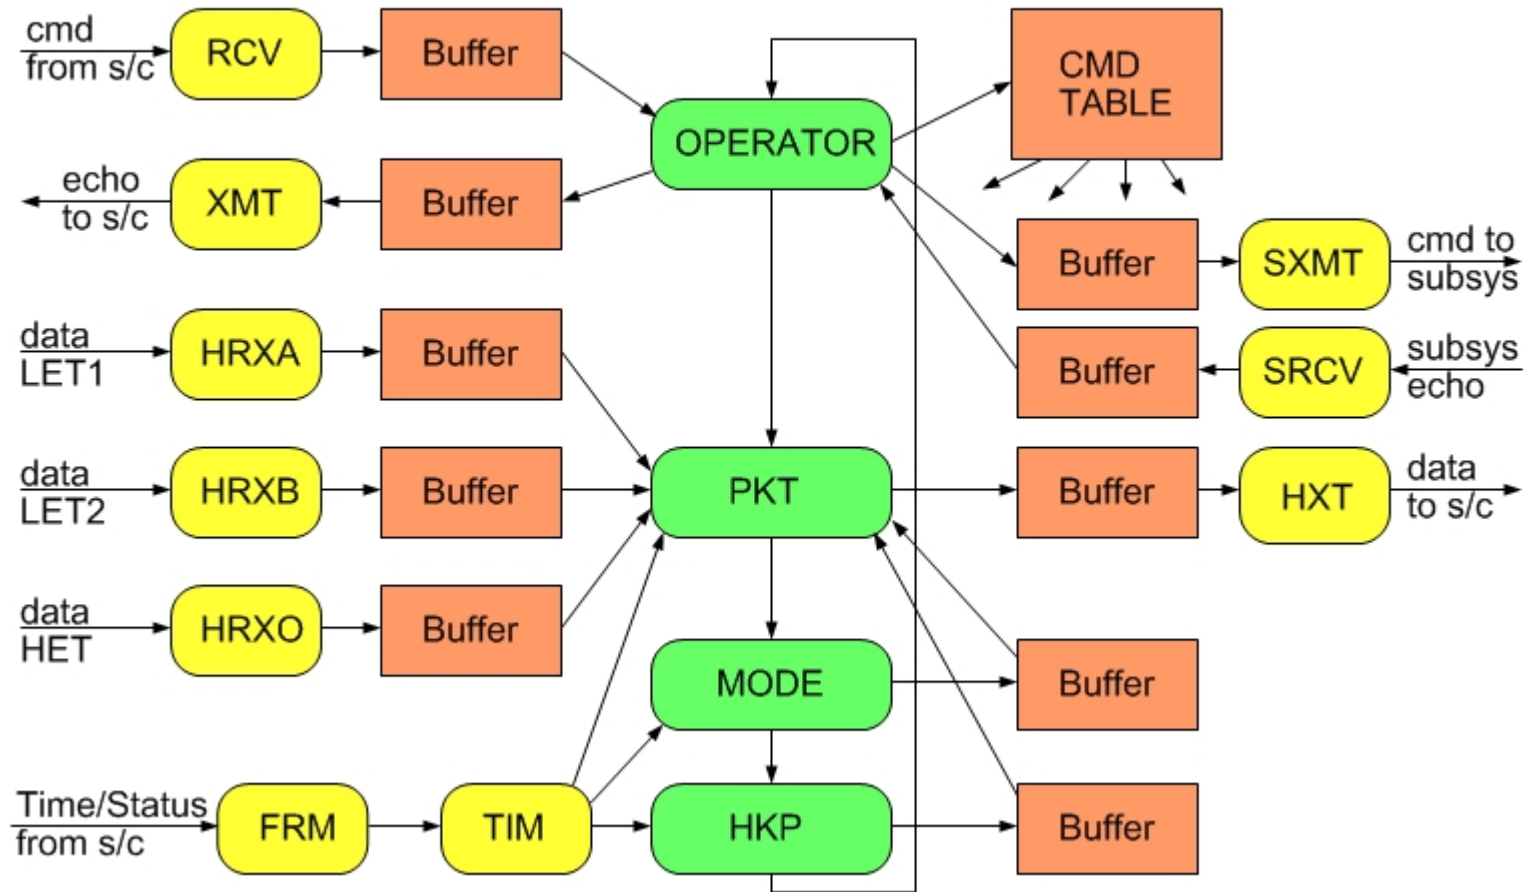 cmd
from s/c
RCV
Buffer
CMD
TABLE
OPERATOR
echo
to s/c
XMT
Buffer
Buffer
SXMT
cmd to
subsys
data
LET1
HRXA
Buffer
Buffer
SRCV
subsys
echo
data
LET2
HRXB
Buffer
PKT
Buffer
HXT
data
to s/c
data
HET
HRXO
Buffer
MODE
Buffer
Time/Status
from s/c
FRM
TIM
HKP
Buffer